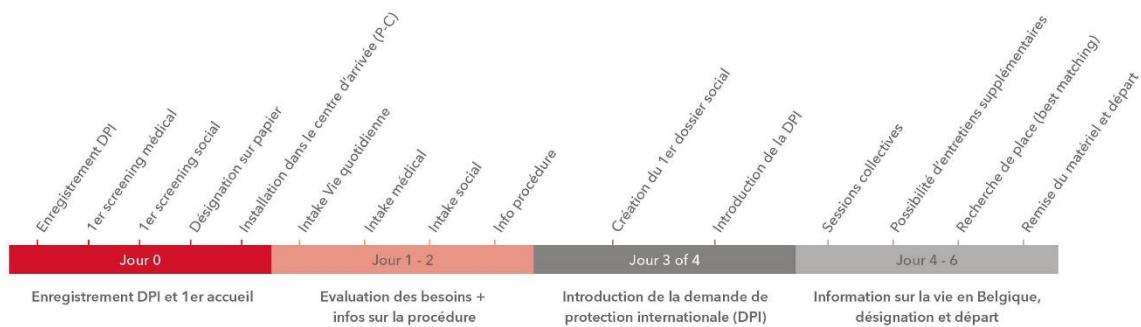 Enregistrement DPI
1er screening médical
1er screening social
Désignation sur papier
Installation dans le centre d'arrivée (P-C)
Intake Vie quotidienne
Intake médical
Intake social
Info procédure
Création du 1er dossier social
Introduction de la DPI
Sessions collectives
Possibilité d'entretiens supplémentaires
Recherche de place (best matching)
Remise du matériel et départ
Jour 0
Jour 1 - 2
Jour 3 of 4
Jour 4 - 6
Enregistrement DPI et 1er accueil
Evaluation des besoins +
infos sur la procédure
Introduction de la demande de
protection internationale (DPI)
Information sur la vie en Belgique,
désignation et départ